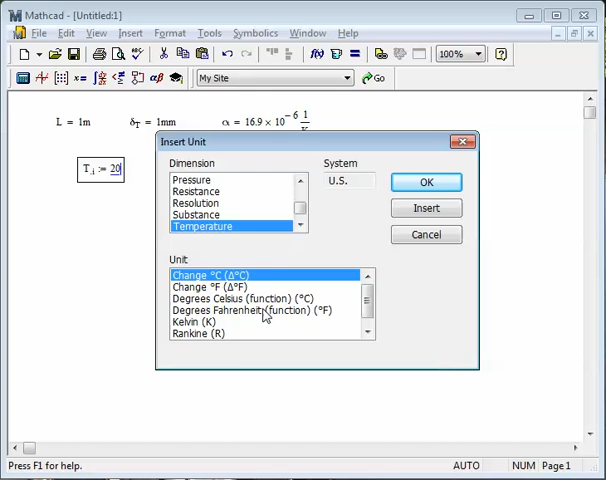 Mathcad - [Untitled:1]
File Edit View Insert Format Tools Symbolics Window Help
100%
My Site Go
L = 1m δT = 1mm α = 16.9 × 10^-6 1/K
T.i := 20
Insert Unit
Dimension
Pressure
Resistance
Resolution
Substance
Temperature
System
U.S.
OK
Insert
Cancel
Unit
Change °C (Δ°C)
Change °F (Δ°F)
Degrees Celsius (function) (°C)
Degrees Fahrenheit (function) (°F)
Kelvin (K)
Rankine (R)
Press F1 for help. AUTO NUM Page 1